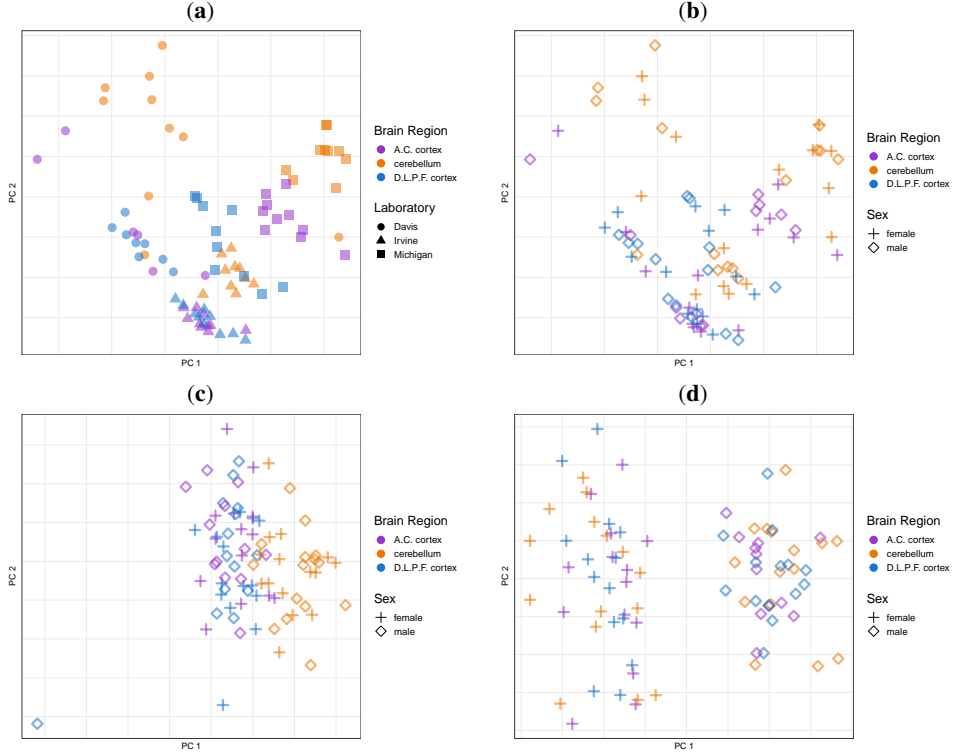 (a)
PC 2
PC 1
Brain Region
A.C. cortex
cerebellum
D.L.P.F. cortex
Laboratory
Davis
Irvine
Michigan
(b)
PC 2
PC 1
Brain Region
A.C. cortex
cerebellum
D.L.P.F. cortex
Sex
female
male
(c)
PC 2
PC 1
Brain Region
A.C. cortex
cerebellum
D.L.P.F. cortex
Sex
female
male
(d)
PC 2
PC 1
Brain Region
A.C. cortex
cerebellum
D.L.P.F. cortex
Sex
female
male